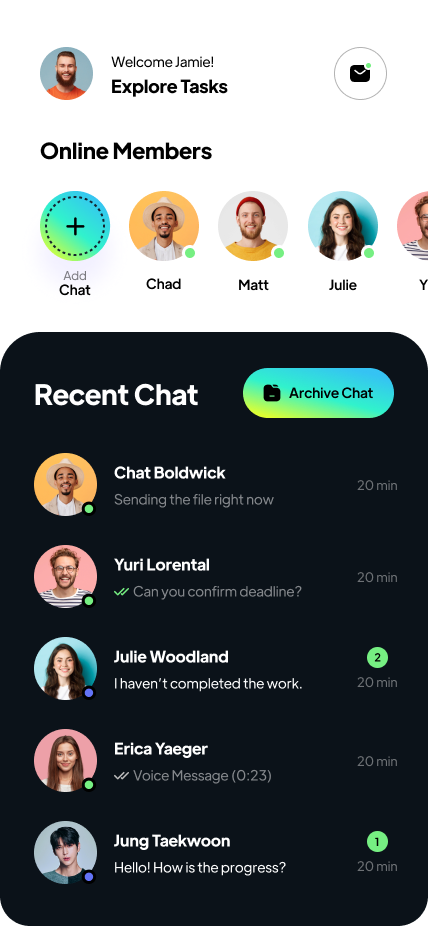 Welcome Jamie!
Explore Tasks
Online Members
Add
Chat
Chad
Matt
Julie
Y
Recent Chat
Archive Chat
Chat Boldwick
Sending the file right now
20 min
Yuri Lorental
Can you confirm deadline?
20 min
Julie Woodland
2
I haven't completed the work.
20 min
Erica Yaeger
Voice Message (0:23)
20 min
Jung Taekwoon
1
Hello! How is the progress?
20 min